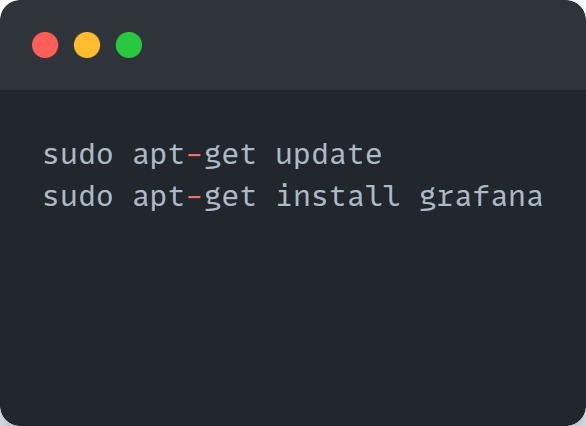 sudo apt-get update
sudo apt-get install grafana